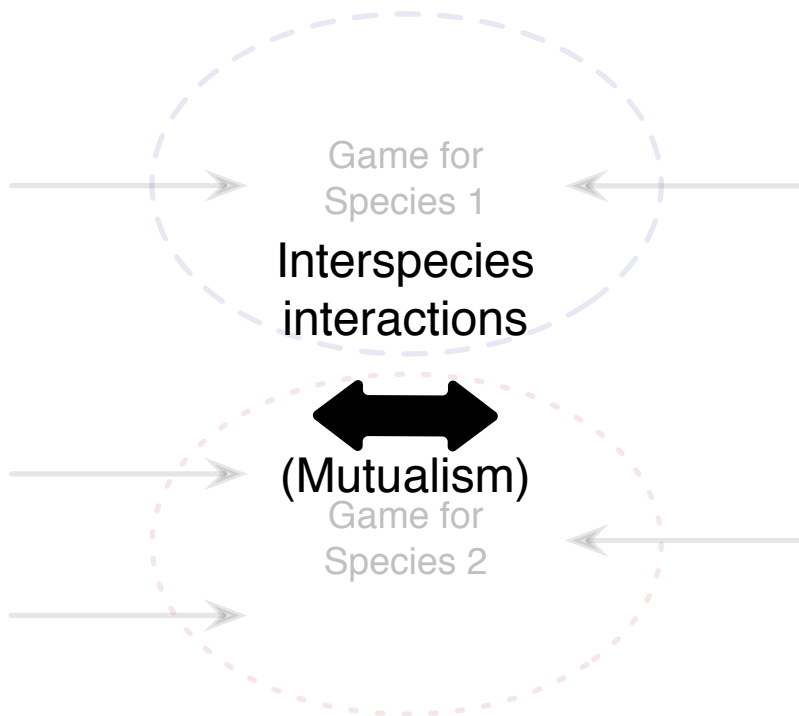 Game for
Species 1
Interspecies
interactions
(Mutualism)
Game for
Species 2